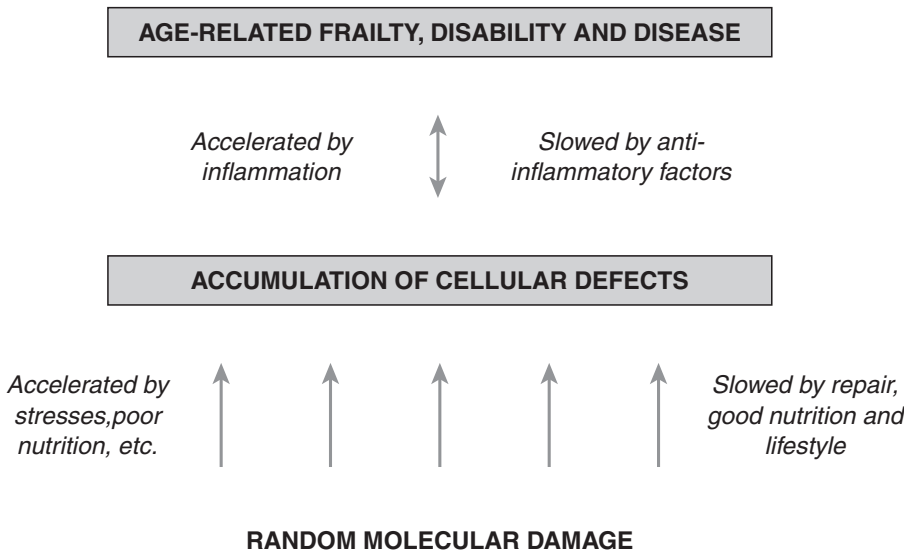 AGE-RELATED FRAILTY, DISABILITY AND DISEASE
Accelerated by
inflammation
Slowed by anti-
inflammatory factors
ACCUMULATION OF CELLULAR DEFECTS
Accelerated by
stresses,poor
nutrition, etc.
Slowed by repair,
good nutrition and
lifestyle
RANDOM MOLECULAR DAMAGE